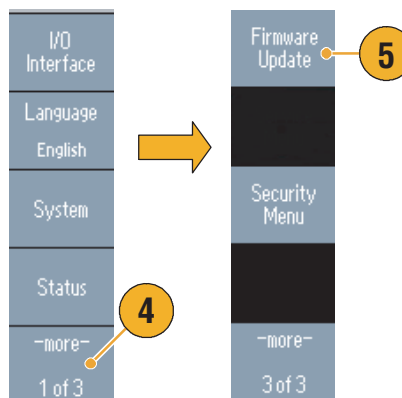 I/O
Interface
Language
English
System
Status
-more-
1 of 3
4
Firmware
Update
5
Security
Menu
-more-
3 of 3